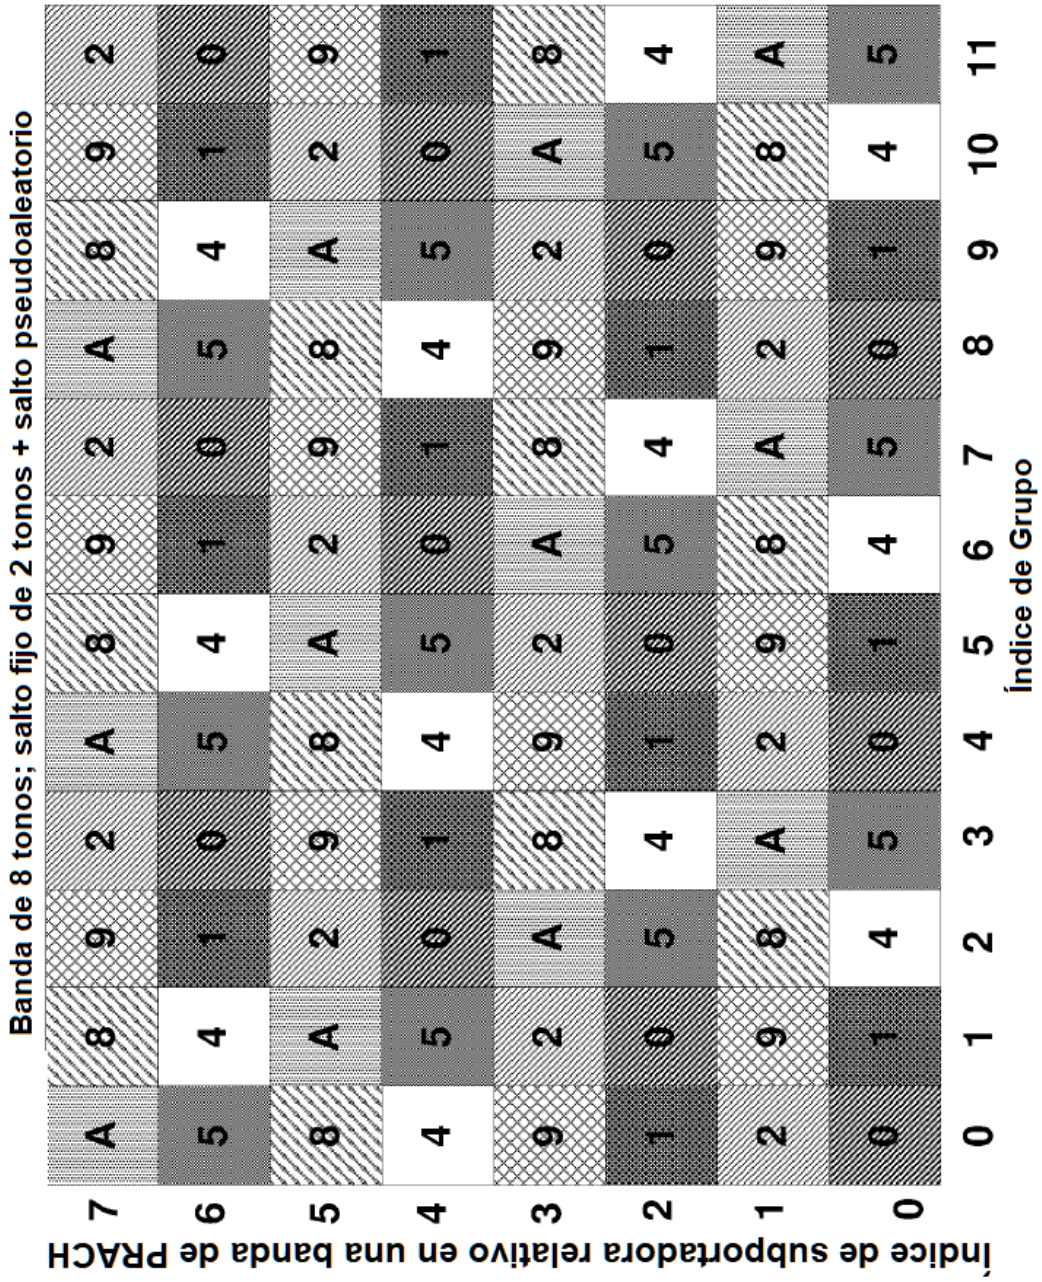 Banda de 8 tonos; salto fijo de 2 tonos + salto pseudoaleatorio
Índice de subportadora relativo en una banda de PRACH
7 A 8 9 2 A 8 9 2 A 8 9 2
6 5 4 1 0 5 4 1 0 5 4 1 0
5 8 A 2 9 8 A 2 9 8 A 2 9
4 4 5 0 1 4 5 0 1 4 5 0 1
3 9 2 A 8 9 2 A 8 9 2 A 8
2 1 0 5 4 1 0 5 4 1 0 5 4
1 2 9 8 A 2 9 8 A 2 9 8 A
0 0 1 4 5 0 1 4 5 0 1 4 5
0 1 2 3 4 5 6 7 8 9 10 11
Índice de Grupo